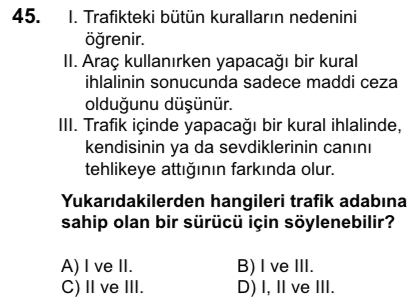 45. I. Trafikteki bütün kuralların nedenini
öğrenir.
II. Araç kullanırken yapacağı bir kural
ihlalinin sonucunda sadece maddi ceza
olduğunu düşünür.
III. Trafik içinde yapacağı bir kural ihlalinde,
kendisinin ya da sevdiklerinin canını
tehlikeye attığının farkında olur.
Yukarıdakilerden hangileri trafik adabına
sahip olan bir sürücü için söylenebilir?
A) I ve II. B) I ve III.
C) II ve III. D) I, II ve III.